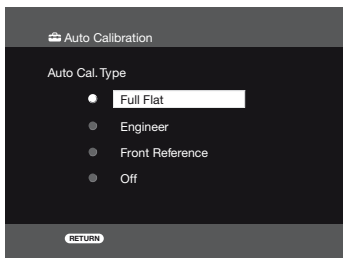 Auto Calibration
Auto Cal. Type
Full Flat
Engineer
Front Reference
Off
RETURN